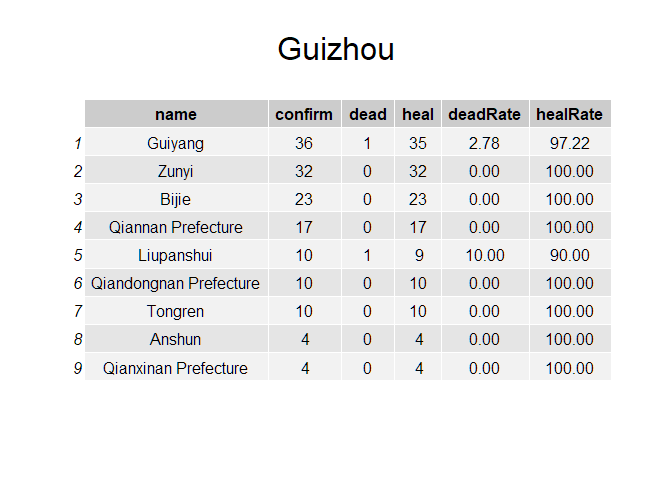 Guizhou
name confirm dead heal deadRate healRate
1 Guiyang 36 1 35 2.78 97.22
2 Zunyi 32 0 32 0.00 100.00
3 Bijie 23 0 23 0.00 100.00
4 Qiannan Prefecture 17 0 17 0.00 100.00
5 Liupanshui 10 1 9 10.00 90.00
6 Qiandongnan Prefecture 10 0 10 0.00 100.00
7 Tongren 10 0 10 0.00 100.00
8 Anshun 4 0 4 0.00 100.00
9 Qianxinan Prefecture 4 0 4 0.00 100.00